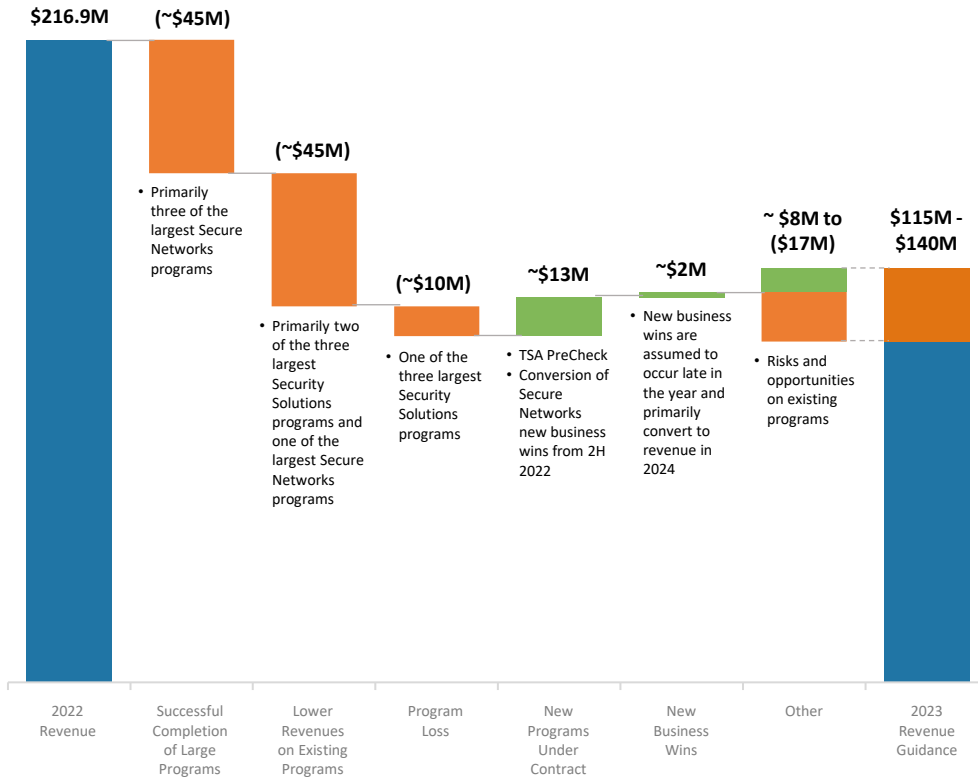 $216.9M
(~$45M)
• Primarily
three of the
largest Secure
Networks
programs
(~$45M)
• Primarily two
of the three
largest
Security
Solutions
programs and
one of the
largest Secure
Networks
programs
(~$10M)
• One of the
three largest
Security
Solutions
programs
~$13M
• TSA PreCheck
• Conversion of
Secure
Networks
new business
wins from 2H
2022
~$2M
• New business
wins are
assumed to
occur late in
the year and
primarily
convert to
revenue in
2024
~ $8M to
($17M)
• Risks and
opportunities
on existing
programs
$115M -
$140M
2022
Revenue
Successful
Completion
of Large
Programs
Lower
Revenues
on Existing
Programs
Program
Loss
New
Programs
Under
Contract
New
Business
Wins
Other
2023
Revenue
Guidance